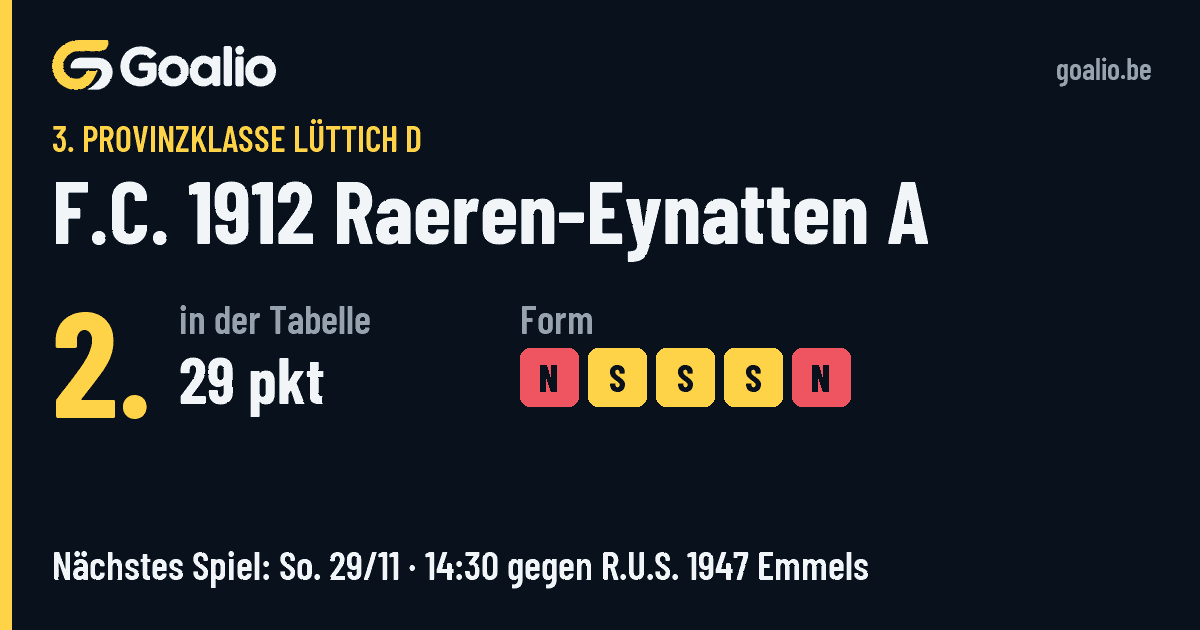 Goalio
goalio.be
3. PROVINZKLASSE LÜTTICH D
F.C. 1912 Raeren-Eynatten A
2.
in der Tabelle
29 pkt
Form
N S S S N
Nächstes Spiel: So. 29/11 · 14:30 gegen R.U.S. 1947 Emmels